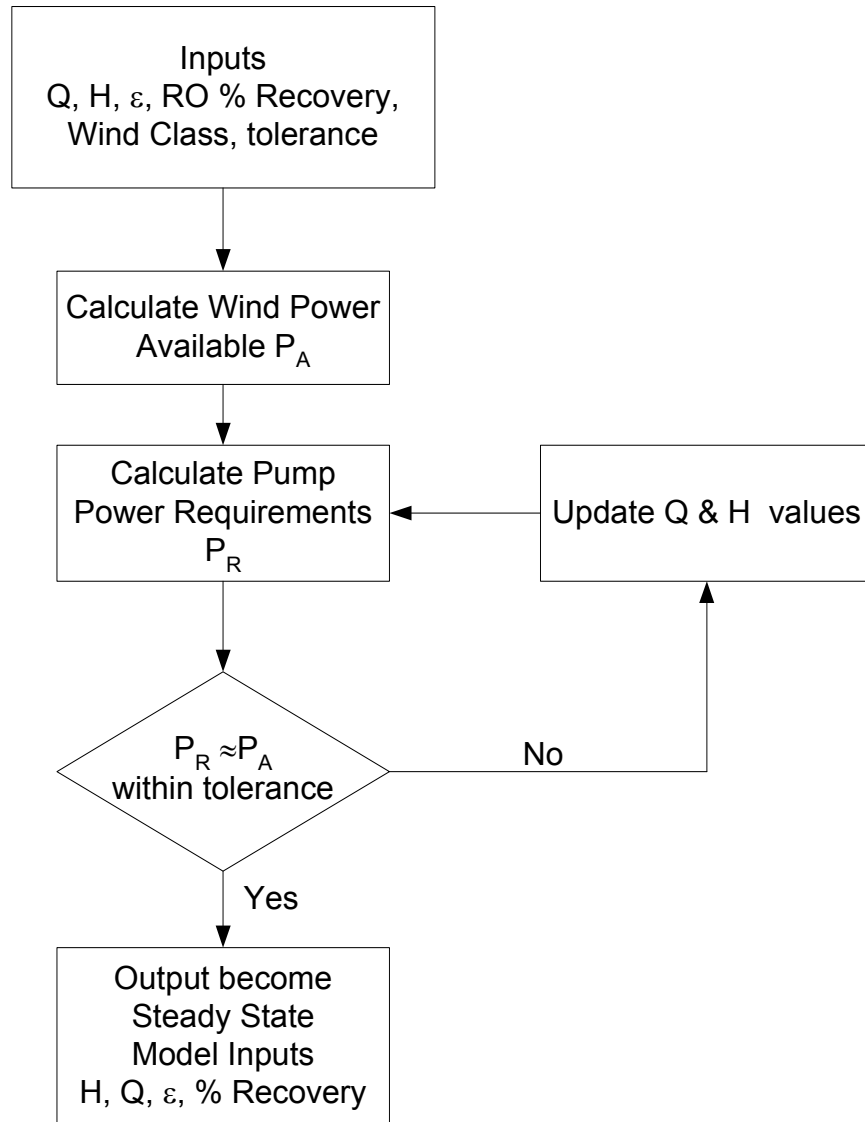 Inputs
Q, H, ε, RO % Recovery,
Wind Class, tolerance
Calculate Wind Power
Available P_A
Calculate Pump
Power Requirements
P_R
Update Q & H values
P_R ≈P_A
within tolerance
No
Yes
Output become
Steady State
Model Inputs
H, Q, ε, % Recovery